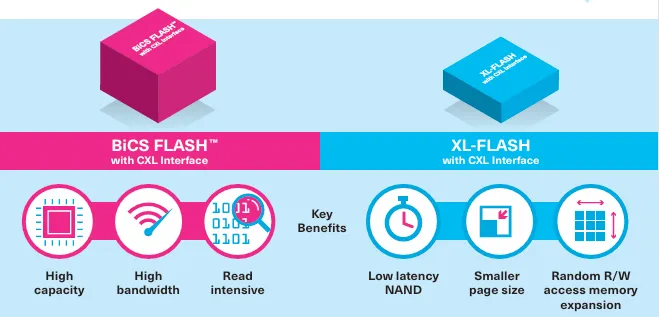 BiCS FLASH™
with CXL Interface
XL-FLASH
with CXL Interface
BiCS FLASH™
with CXL Interface
XL-FLASH
with CXL Interface
1011
0101
1101
Key
Benefits
High
capacity
High
bandwidth
Read
intensive
Low latency
NAND
Smaller
page size
Random R/W
access memory
expansion